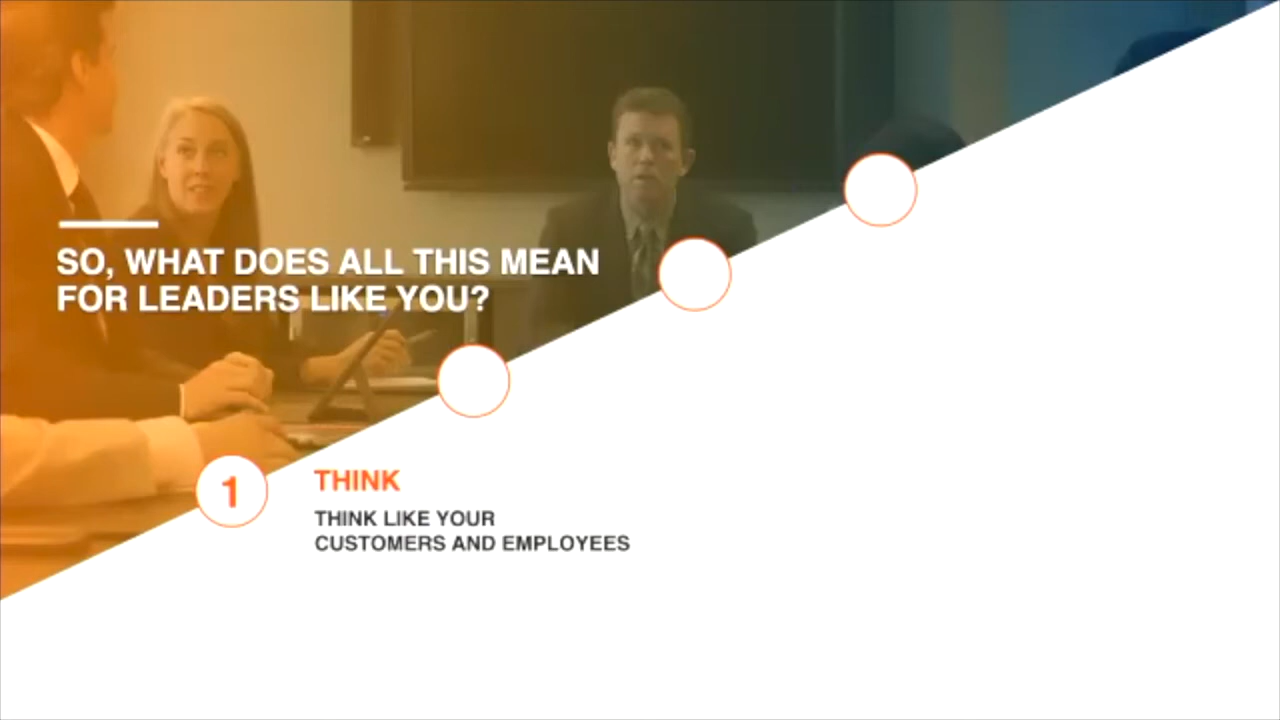 SO, WHAT DOES ALL THIS MEAN
FOR LEADERS LIKE YOU?
1
THINK
THINK LIKE YOUR
CUSTOMERS AND EMPLOYEES